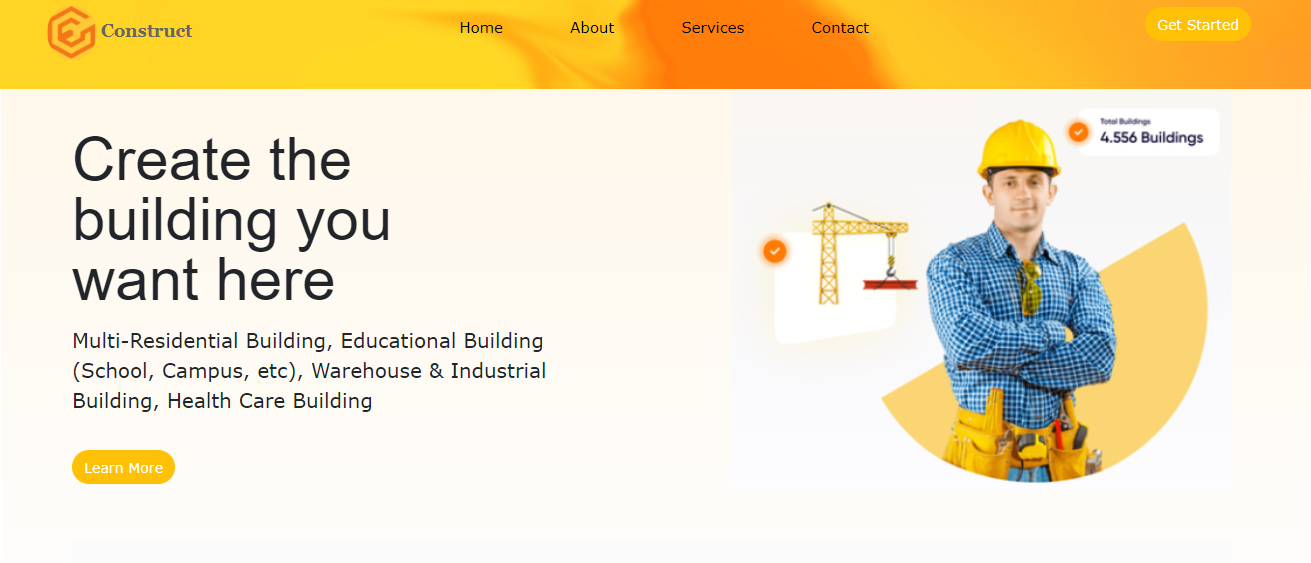 Construct
Home
About
Services
Contact
Get Started
Create the
building you
want here
Multi-Residential Building, Educational Building
(School, Campus, etc), Warehouse & Industrial
Building, Health Care Building
Learn More
Total Buildings
4.556 Buildings